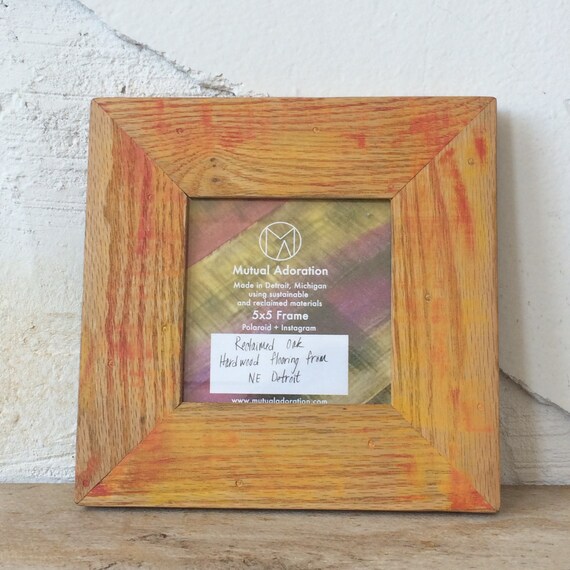 Mutual Adoration
Made in Detroit, Michigan
using sustainable
and reclaimed materials
5x5 Frame
Polaroid + Instagram
Reclaimed Oak
Hardwood flooring from
NE Detroit
www.mutualadoration.com